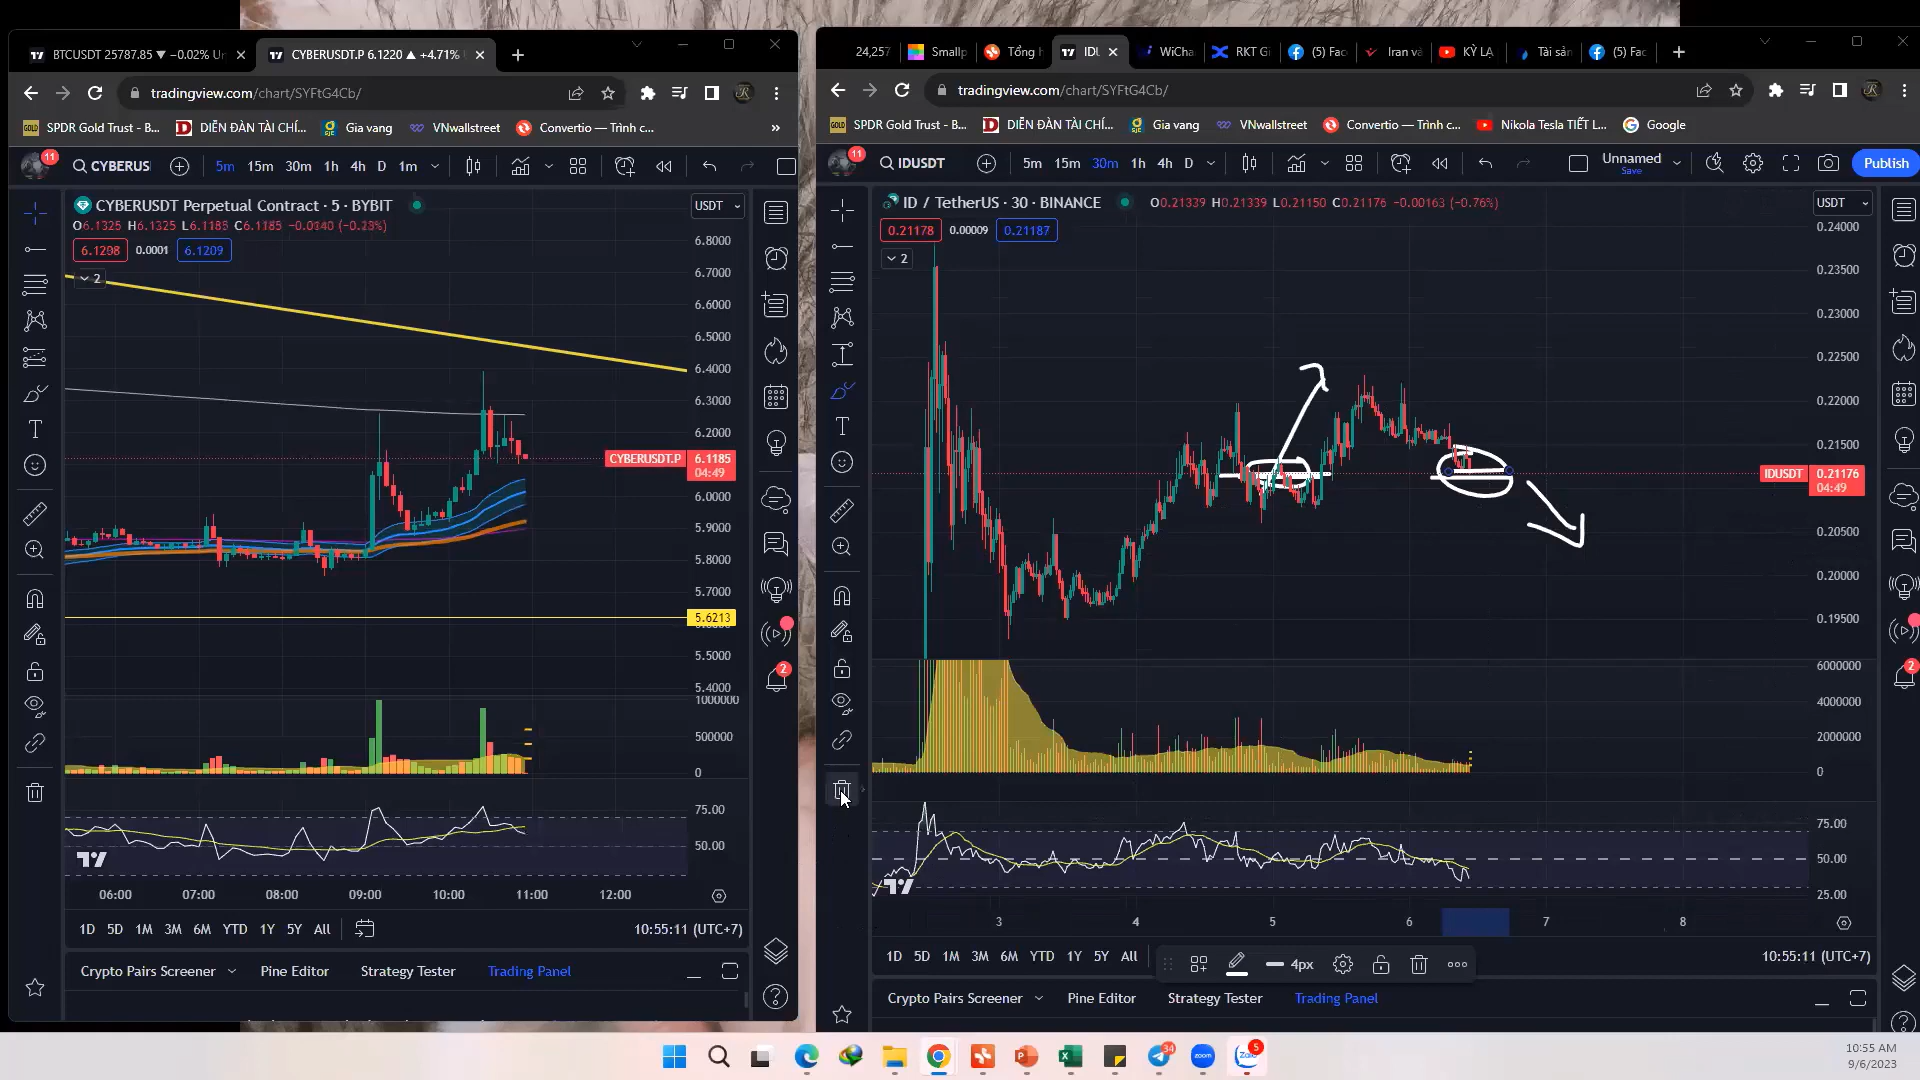 BTCUSDT 25787.85 ▼ −0.02% Un
CYBERUSDT.P 6.1220 ▲ +4.71%
tradingview.com/chart/SYFtG4Cb/
SPDR Gold Trust - B...
DIỄN ĐÀN TÀI CHÍ...
Gia vang
VNwallstreet
Convertio — Trình c...
»
11
CYBERUS
5m 15m 30m 1h 4h D 1m
CYBERUSDT Perpetual Contract · 5 · BYBIT
O6.1325 H6.1325 L6.1185 C6.1185 −0.0140 (−0.23%)
6.1208 0.0001 6.1209
2
USDT
6.8000
6.7000
6.6000
6.5000
6.4000
6.3000
6.2000
CYBERUSDT.P 6.1185
04:49
6.0000
5.9000
5.8000
5.7000
5.6213
5.5000
5.4000
1000000
500000
0
75.00
50.00
06:00 07:00 08:00 09:00 10:00 11:00 12:00
2
1D 5D 1M 3M 6M YTD 1Y 5Y All
10:55:11 (UTC+7)
Crypto Pairs Screener
Pine Editor
Strategy Tester
Trading Panel
24,257
Smallp
Tổng h
IDU
WiCha
RKT Gi
(5) Fac
Iran và
KỲ LẠ
Tài sản
(5) Fac
tradingview.com/chart/SYFtG4Cb/
SPDR Gold Trust - B...
DIỄN ĐÀN TÀI CHÍ...
Gia vang
VNwallstreet
Convertio — Trình c...
Nikola Tesla TIẾT L...
Google
11
IDUSDT
5m 15m 30m 1h 4h D
Unnamed
Save
Publish
ID / TetherUS · 30 · BINANCE
O0.21339 H0.21339 L0.21150 C0.21176 −0.00163 (−0.76%)
0.21178 0.00009 0.21187
2
USDT
0.24000
0.23500
0.23000
0.22500
0.22000
0.21500
IDUSDT 0.21176
04:49
0.20500
0.20000
0.19500
6000000
4000000
2000000
0
75.00
50.00
25.00
3 4 5 6 7 8
2
1D 5D 1M 3M 6M YTD 1Y 5Y All
4px
10:55:11 (UTC+7)
Crypto Pairs Screener
Pine Editor
Strategy Tester
Trading Panel
34
zoom
Zalo
5
10:55 AM
9/6/2023